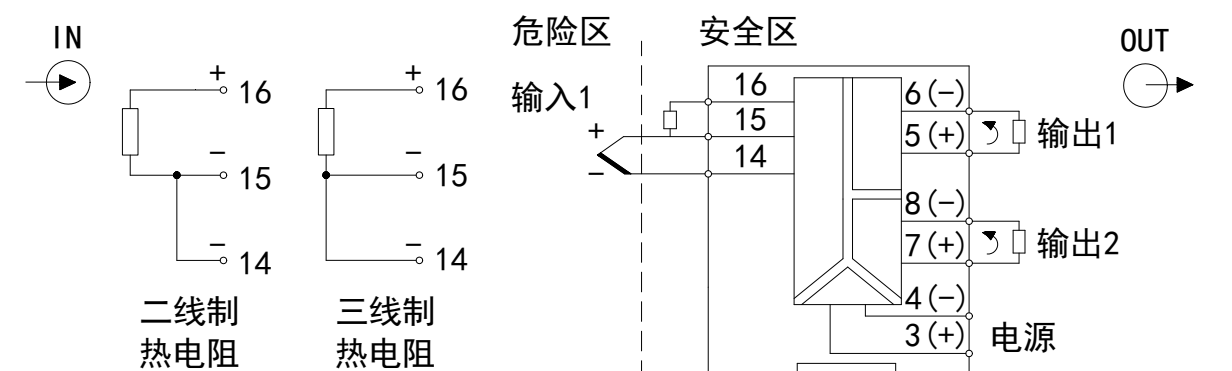 IN
+
16
−
15
−
14
二线制
热电阻
+
16
−
15
−
14
三线制
热电阻
危险区
安全区
输入1
+
−
16
15
14
6(−)
5(+)
输出1
8(−)
7(+)
输出2
4(−)
3(+)
电源
OUT